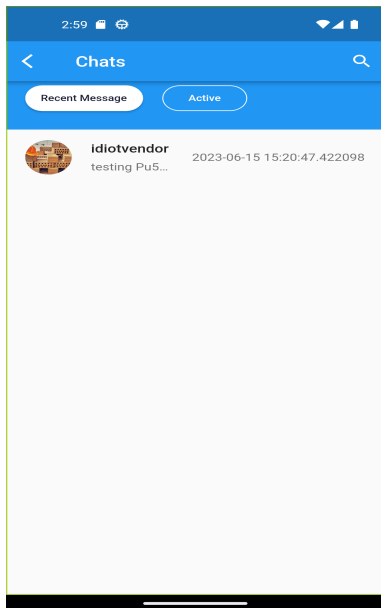 2:59
Chats
Recent Message
Active
idiotvendor
testing Pu5...
2023-06-15 15:20:47.422098